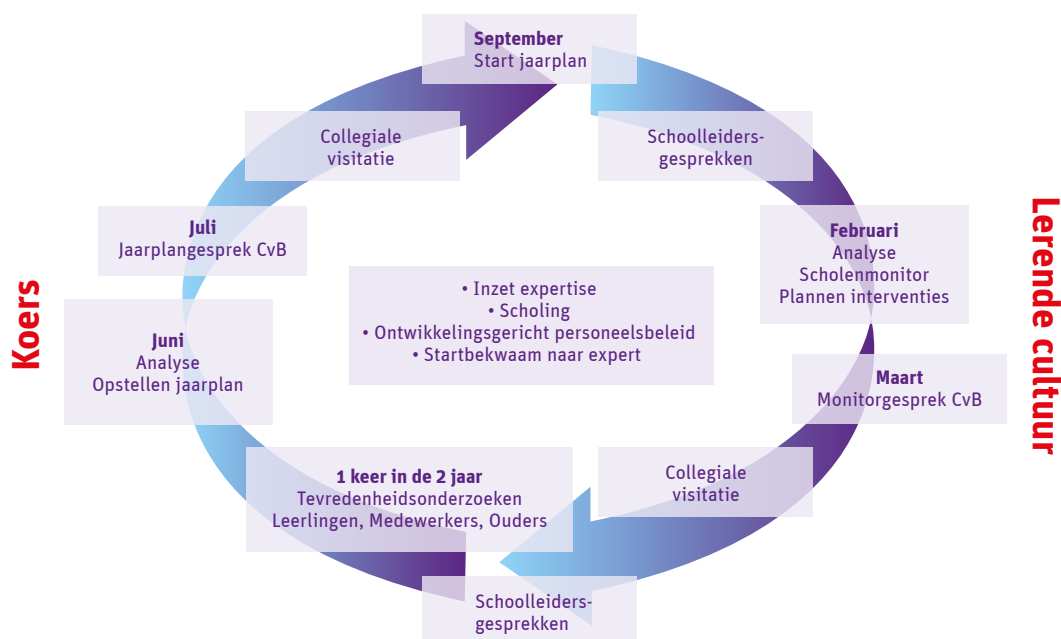 September
Start jaarplan
Collegiale
visitatie
Schoolleiders-
gesprekken
Juli
Jaarplangesprek CvB
Februari
Analyse
Scholenmonitor
Plannen interventies
Koers
Lerende cultuur
• Inzet expertise
• Scholing
• Ontwikkelingsgericht personeelsbeleid
• Startbekwaam naar expert
Juni
Analyse
Opstellen jaarplan
Maart
Monitorgesprek CvB
1 keer in de 2 jaar
Tevredenheidsonderzoeken
Leerlingen, Medewerkers, Ouders
Collegiale
visitatie
Schoolleiders-
gesprekken